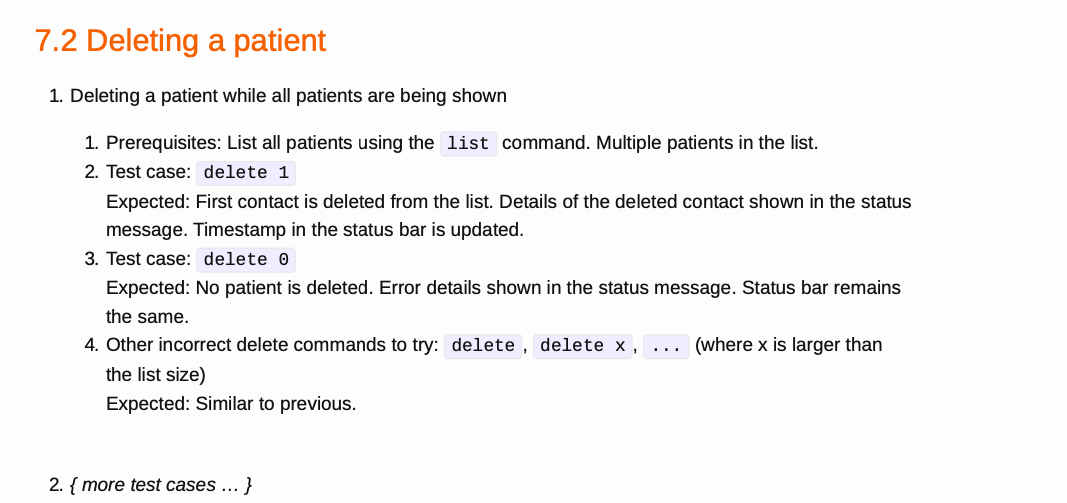 7.2 Deleting a patient
1. Deleting a patient while all patients are being shown
1. Prerequisites: List all patients using the list command. Multiple patients in the list.
2. Test case: delete 1
Expected: First contact is deleted from the list. Details of the deleted contact shown in the status
message. Timestamp in the status bar is updated.
3. Test case: delete 0
Expected: No patient is deleted. Error details shown in the status message. Status bar remains
the same.
4. Other incorrect delete commands to try: delete, delete x, ... (where x is larger than
the list size)
Expected: Similar to previous.
2. { more test cases … }